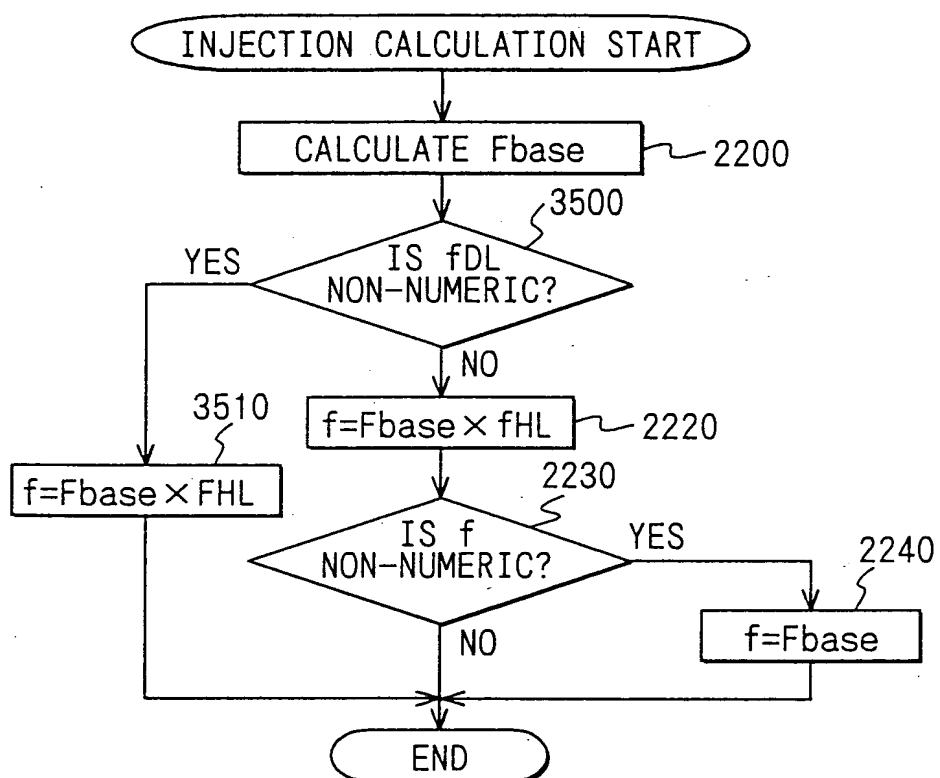 INJECTION CALCULATION START
CALCULATE Fbase
2200
3500
YES
IS fDL
NON-NUMERIC?
NO
3510
f=Fbase×fHL
2220
f=Fbase×FHL
2230
IS f
NON-NUMERIC?
YES
2240
f=Fbase
NO
END